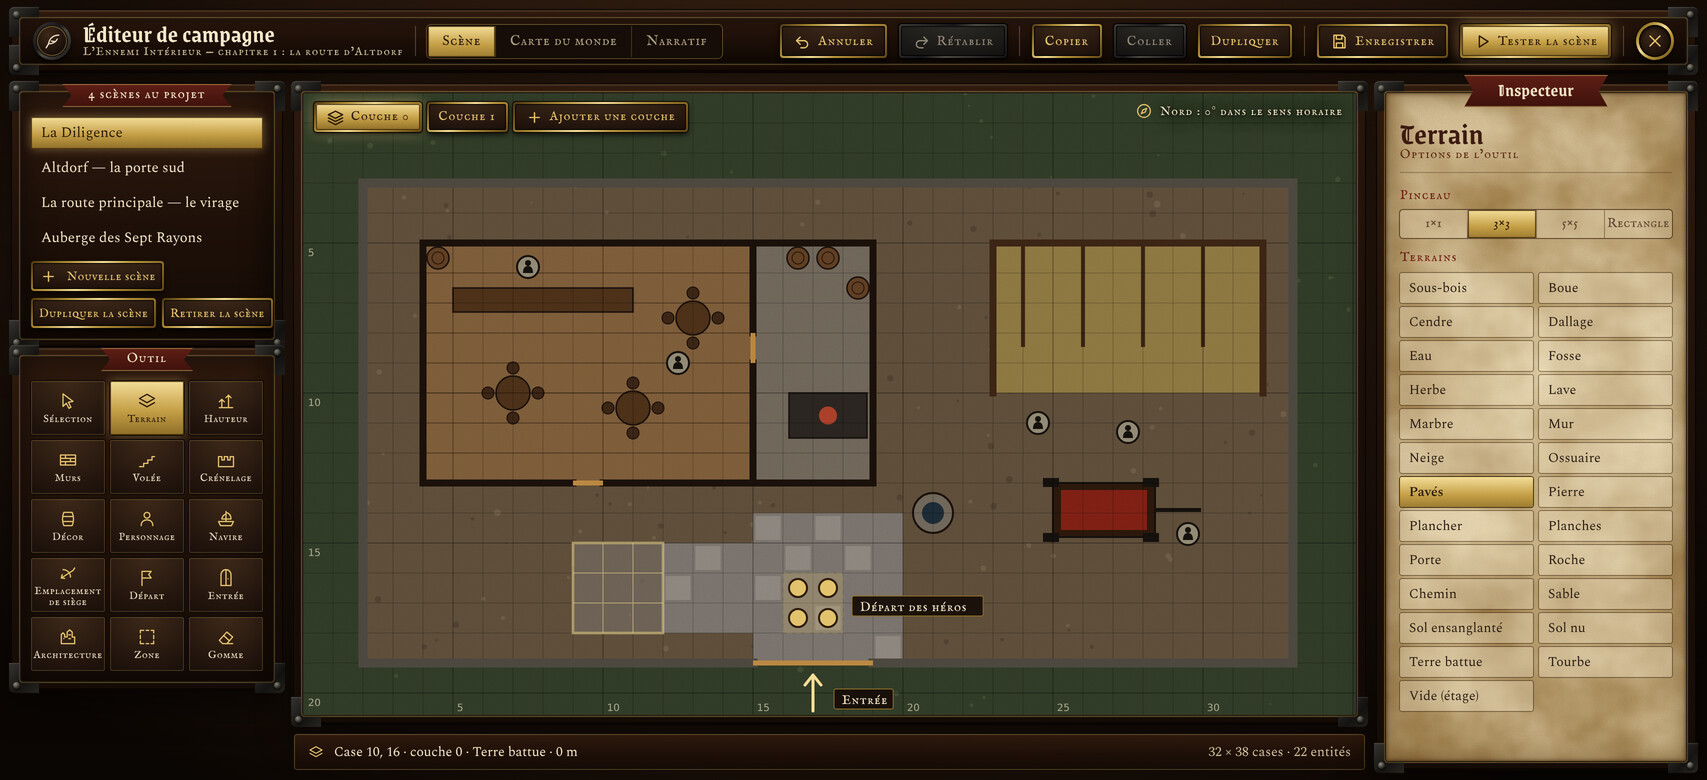 Éditeur de campagne
L'Ennemi Intérieur — chapitre 1 : la route d'Altdorf
Scène
Carte du monde
Narratif
Annuler
Rétablir
Copier
Coller
Dupliquer
Enregistrer
Tester la scène
4 scènes au projet
La Diligence
Altdorf — la porte sud
La route principale — le virage
Auberge des Sept Rayons
Nouvelle scène
Dupliquer la scène
Retirer la scène
Outil
Sélection
Terrain
Hauteur
Murs
Volée
Crénelage
Décor
Personnage
Navire
Emplacement
de siège
Départ
Entrée
Architecture
Zone
Gomme
Couche 0
Couche 1
Ajouter une couche
Nord : 0° dans le sens horaire
5
10
15
20
Départ des héros
Entrée
5
10
15
20
25
30
Case 10, 16 · couche 0 · Terre battue · 0 m
32 × 38 cases · 22 entités
Inspecteur
Terrain
Options de l'outil
Pinceau
1×1
3×3
5×5
Rectangle
Terrains
Sous-bois
Boue
Cendre
Dallage
Eau
Fosse
Herbe
Lave
Marbre
Mur
Neige
Ossuaire
Pavés
Pierre
Plancher
Planches
Porte
Roche
Chemin
Sable
Sol ensanglanté
Sol nu
Terre battue
Tourbe
Vide (étage)